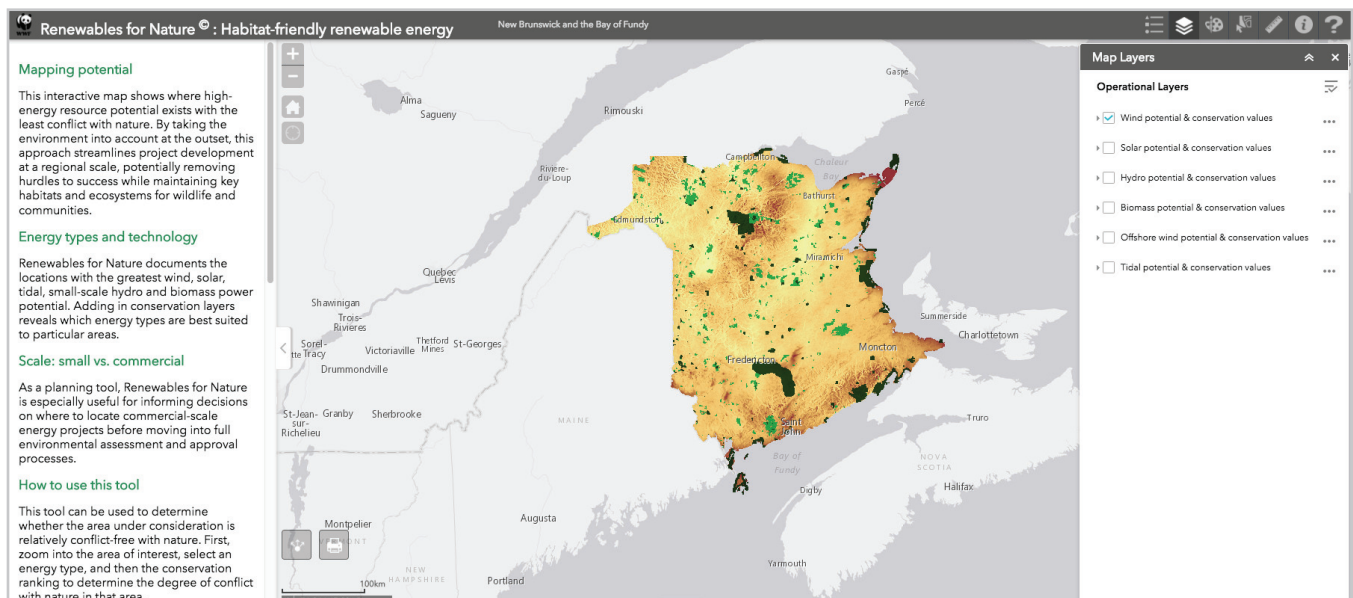 WWF
Renewables for Nature © : Habitat-friendly renewable energy
New Brunswick and the Bay of Fundy
Mapping potential
This interactive map shows where high-
energy resource potential exists with the
least conflict with nature. By taking the
environment into account at the outset, this
approach streamlines project development
at a regional scale, potentially removing
hurdles to success while maintaining key
habitats and ecosystems for wildlife and
communities.
Energy types and technology
Renewables for Nature documents the
locations with the greatest wind, solar,
tidal, small-scale hydro and biomass power
potential. Adding in conservation layers
reveals which energy types are best suited
to particular areas.
Scale: small vs. commercial
As a planning tool, Renewables for Nature
is especially useful for informing decisions
on where to locate commercial-scale
energy projects before moving into full
environmental assessment and approval
processes.
How to use this tool
This tool can be used to determine
whether the area under consideration is
relatively conflict-free with nature. First,
zoom into the area of interest, select an
energy type, and then the conservation
ranking to determine the degree of conflict
with nature in that area.
Gaspé
Alma
Saguenay
Rimouski
Percé
Campbellton
Chaleur
Bay
Riviere-
du-Loup
Bathurst
Edmundston
Miramichi
Quebec
Levis
Shawinigan
Trois-
Rivieres
Summerside
Charlottetown
Sorel-
Tracy
Victoriaville
Thetford
Mines
St-Georges
Moncton
Fredericton
Drummondville
St-Jean-
sur-
Richelieu
Granby
Sherbrooke
MAINE
Saint
John
Truro
Bay of
Fundy
NOVA
SCOTIA
Digby
Halifax
Montpelier
VERMONT
Augusta
NEW
HAMPSHIRE
Yarmouth
Portland
100km
Map Layers
Operational Layers
Wind potential & conservation values
Solar potential & conservation values
Hydro potential & conservation values
Biomass potential & conservation values
Offshore wind potential & conservation values
Tidal potential & conservation values